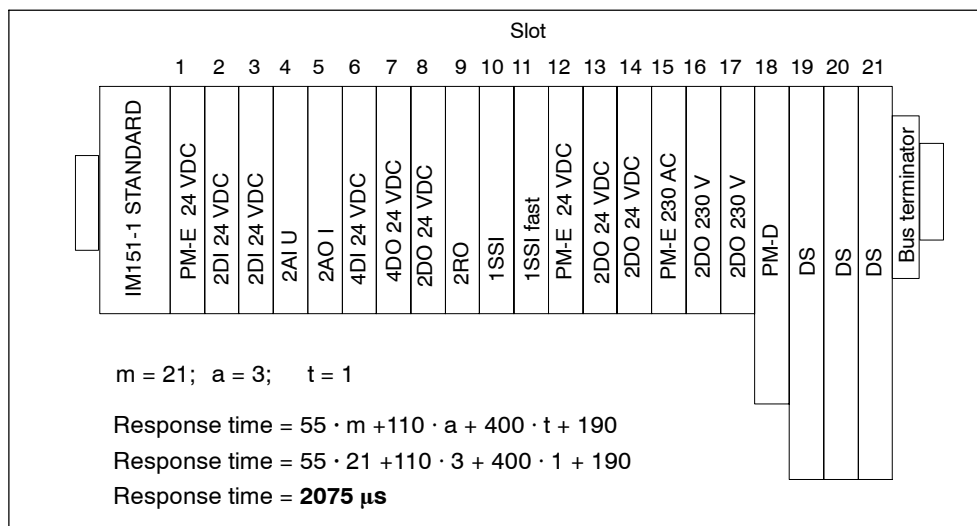 Slot
1 2 3 4 5 6 7 8 9 10 11 12 13 14 15 16 17 18 19 20 21
IM151-1 STANDARD
PM-E 24 VDC
2DI 24 VDC
2DI 24 VDC
2AI U
2AO I
4DI 24 VDC
4DO 24 VDC
2DO 24 VDC
2RO
1SSI
1SSI fast
PM-E 24 VDC
2DO 24 VDC
2DO 24 VDC
PM-E 230 AC
2DO 230 V
2DO 230 V
PM-D
DS
DS
DS
Bus terminator
m = 21; a = 3; t = 1
Response time = 55 · m +110 · a + 400 · t + 190
Response time = 55 · 21 +110 · 3 + 400 · 1 + 190
Response time = 2075 μs